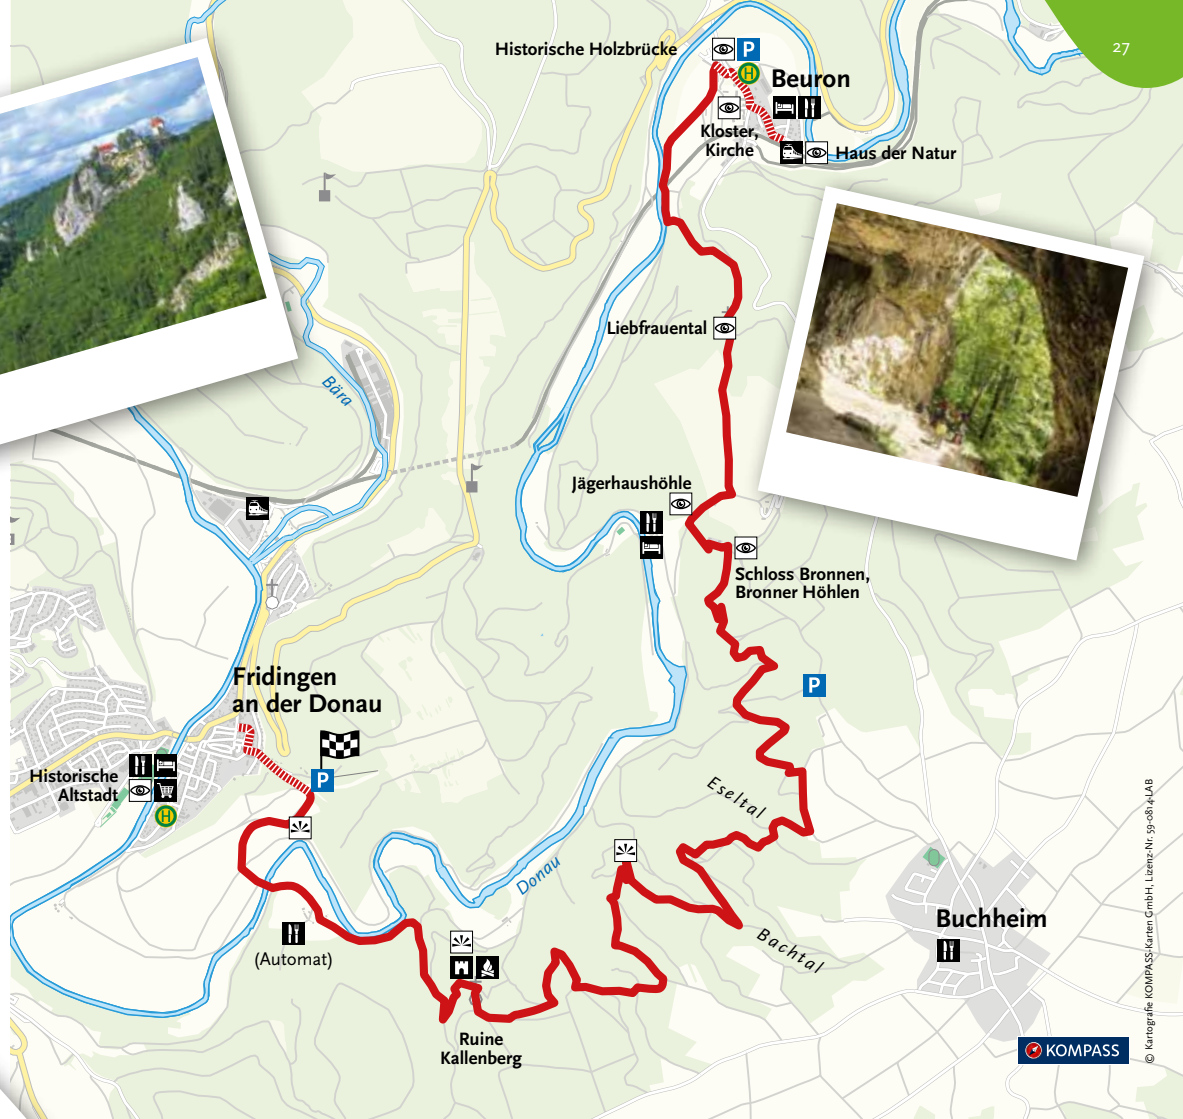 27
Historische Holzbrücke
P
H
Beuron
Kloster,
Kirche
Haus der Natur
Liebfrauental
Bära
Jägerhaushöhle
Schloss Bronnen,
Bronner Höhlen
P
Fridingen
an der Donau
P
Historische
Altstadt
H
Eseltal
Donau
Bachtal
Buchheim
(Automat)
Ruine
Kallenberg
KOMPASS
© Kartografie KOMPASS-Karten GmbH, Lizenz-Nr. 59-0814-LAB